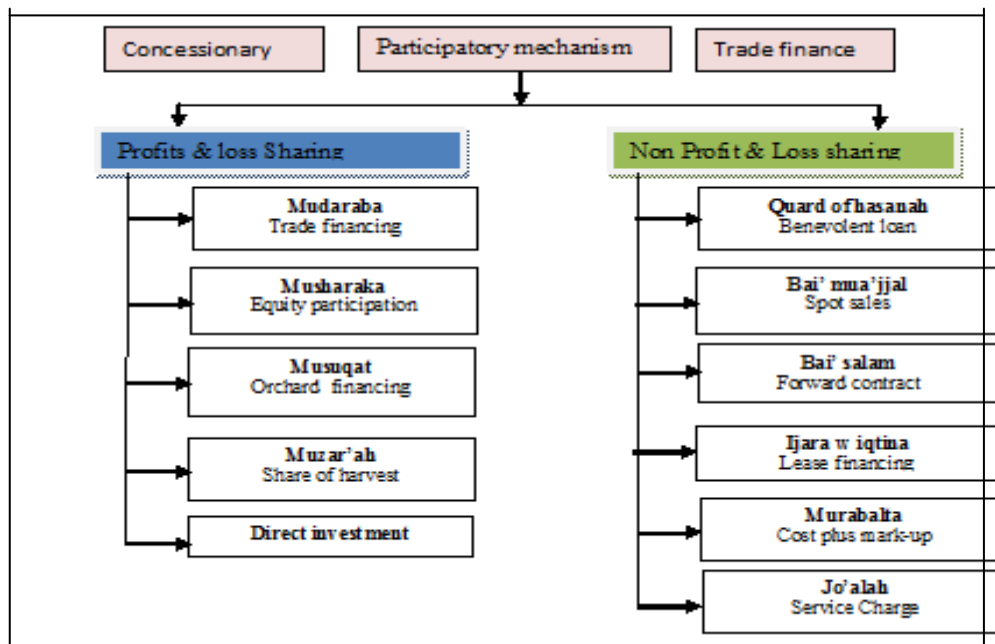 Concessionary
Participatory mechanism
Trade finance
Profits & loss Sharing
Non Profit & Loss sharing
Mudaraba
Trade financing
Musharaka
Equity participation
Musuqat
Orchard financing
Muzar’ah
Share of harvest
Direct investment
Quard of hasanah
Benevolent loan
Bai’ mua’jjal
Spot sales
Bai’ salam
Forward contract
Ijara w iqtina
Lease financing
Murabalta
Cost plus mark-up
Jo’alah
Service Charge